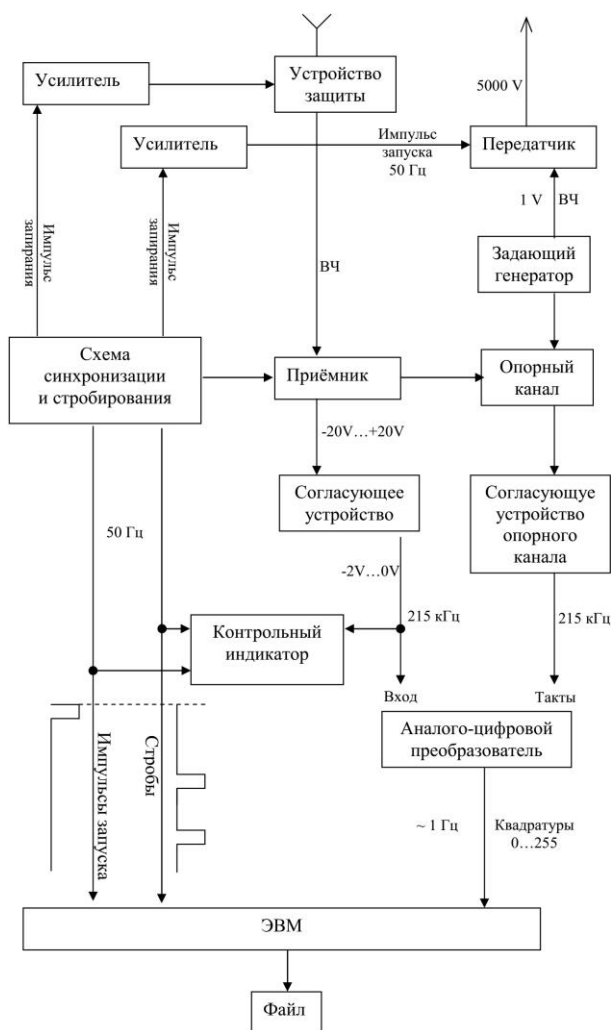 Усилитель
Устройство
защиты
5000 V
Усилитель
Импульс
запуска
50 Гц
Передатчик
1 V
ВЧ
Импульс
запирания
Импульс
запирания
ВЧ
Задающий
генератор
Схема
синхронизации
и стробирования
Приёмник
Опорный
канал
-20V...+20V
Согласующее
устройство
Согласующуе
устройство
опорного
канала
50 Гц
-2V...0V
215 кГц
215 кГц
Контрольный
индикатор
Вход
Такты
Импульсы запуска
Стробы
Аналого-цифровой
преобразователь
~ 1 Гц
Квадратуры
0...255
ЭВМ
Файл